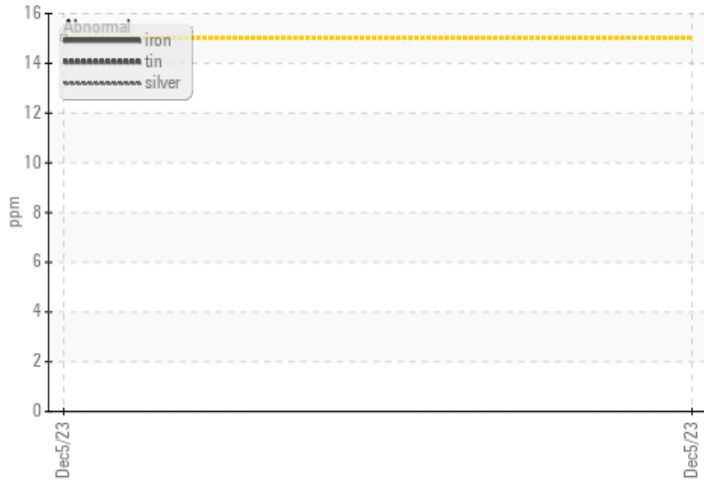 16
14
12
10
8
6
4
2
0
ppm
Abnormal
iron
tin
silver
Dec5/23
Dec5/23